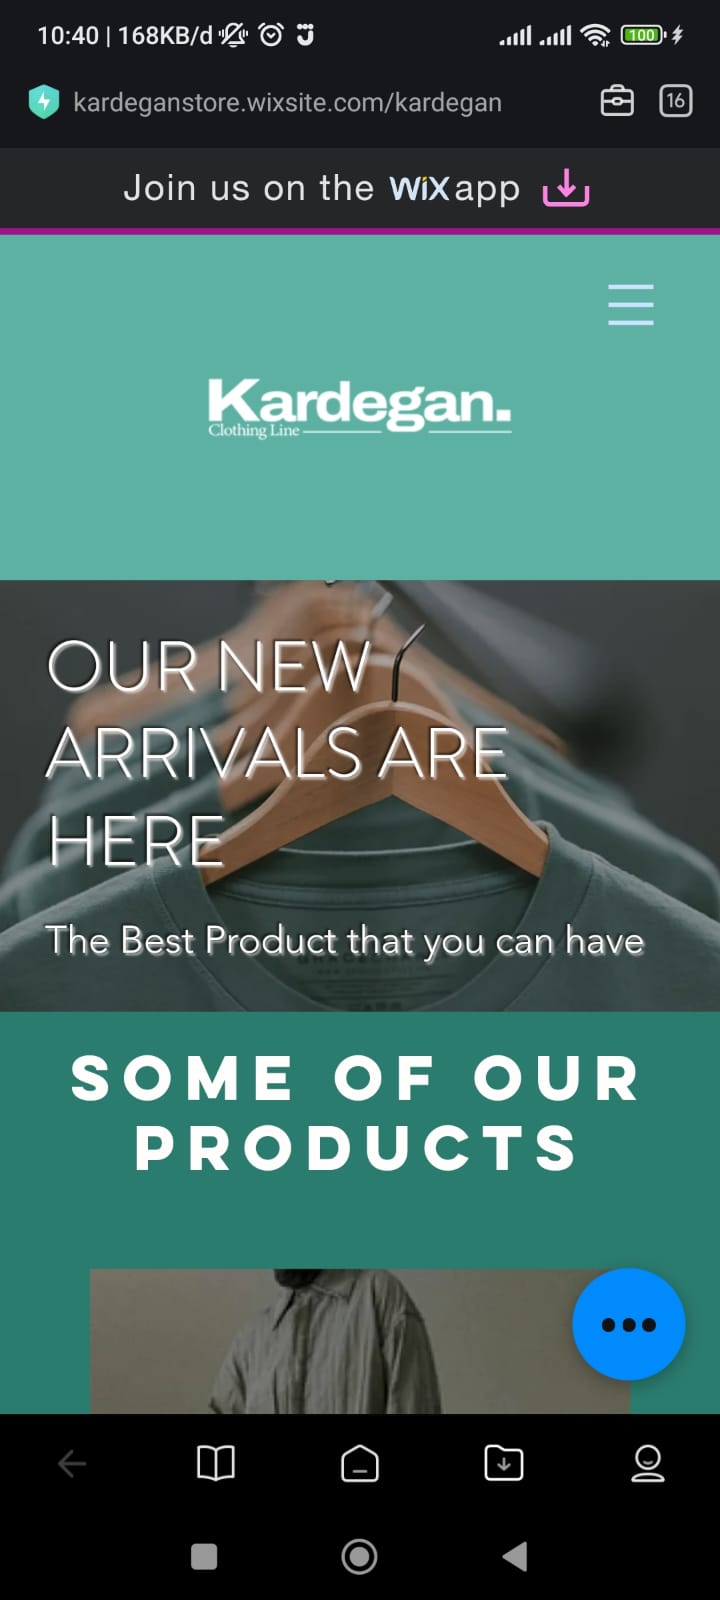 10:40 | 168KB/d
100
kardeganstore.wixsite.com/kardegan
16
Join us on the WiX app
Kardegan.
Clothing Line
OUR NEW
ARRIVALS ARE
HERE
The Best Product that you can have
SOME OF OUR
PRODUCTS